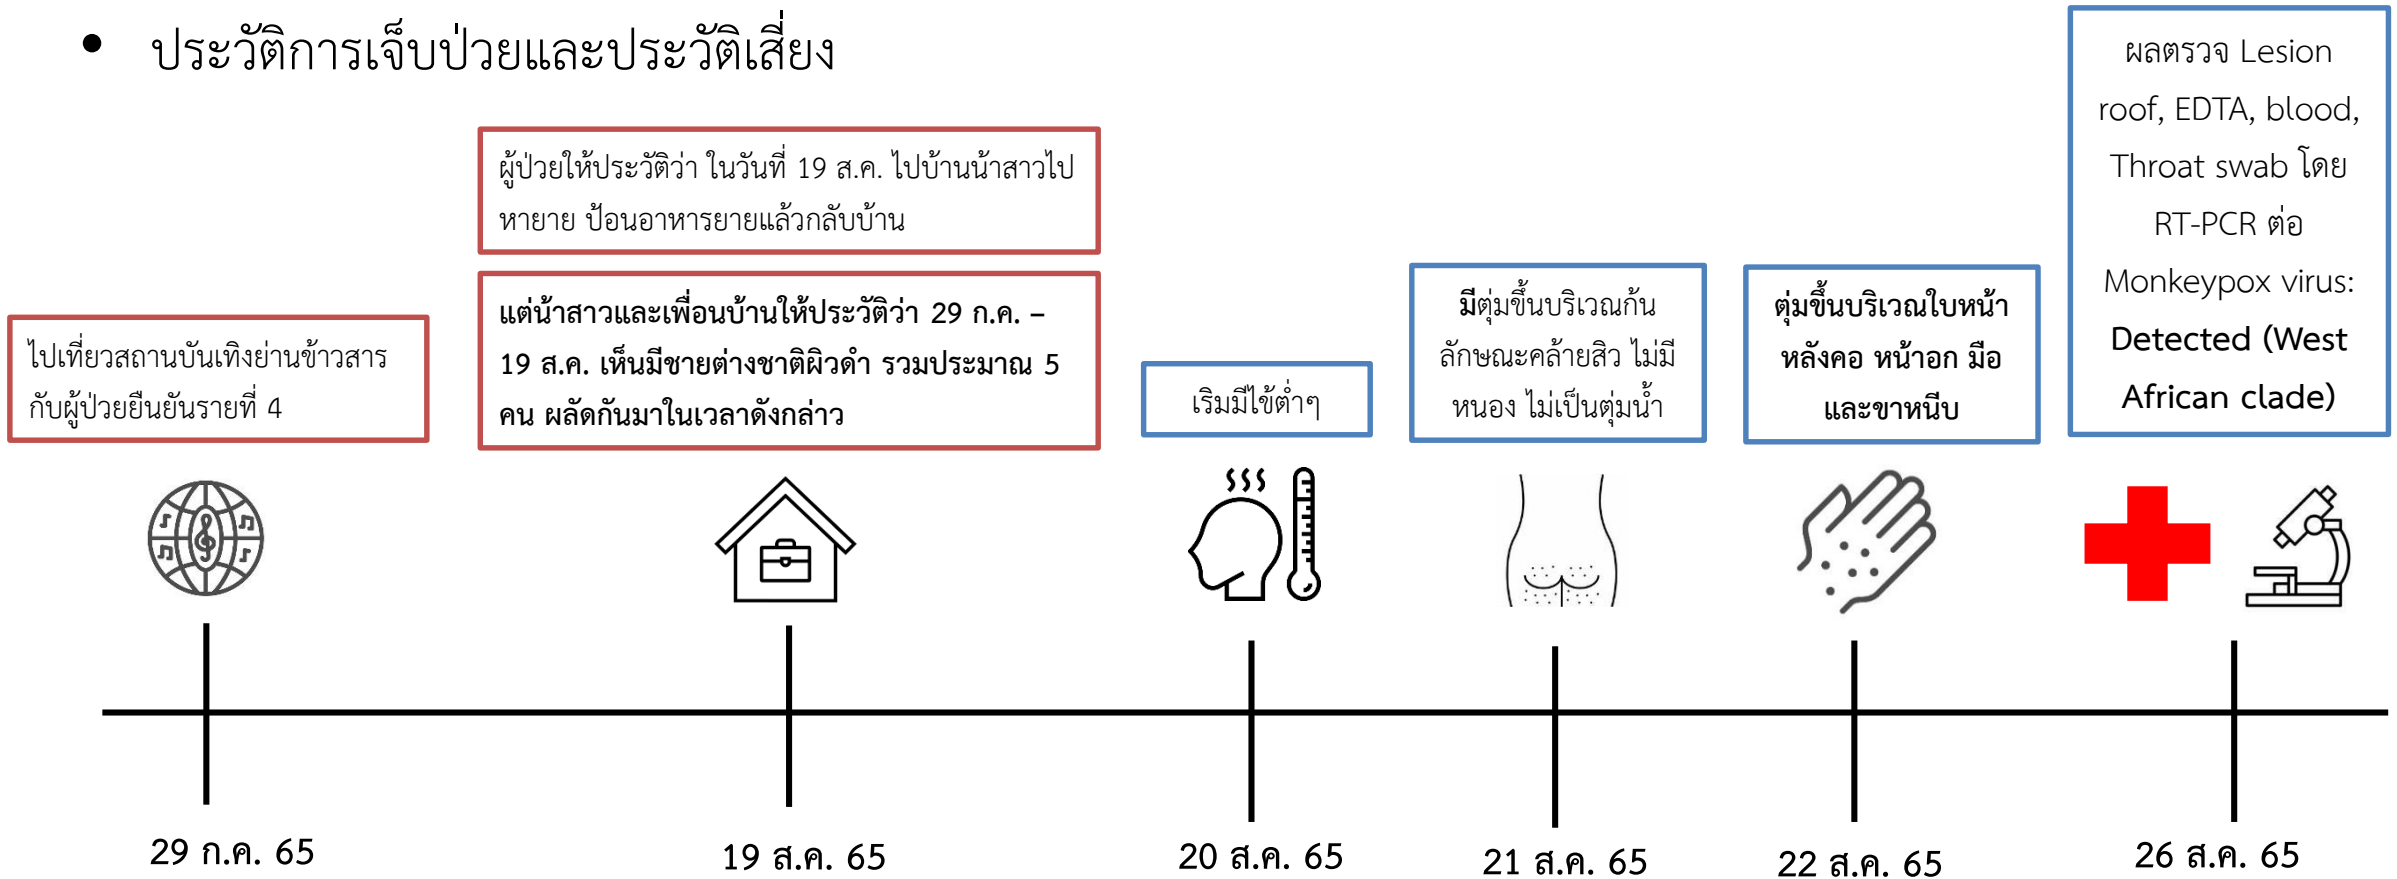 • ประวัติการเจ็บป่วยและประวัติเสี่ยง
ไปเที่ยวสถานบันเทิงย่านข้าวสาร
กับผู้ป่วยยืนยันรายที่ 4
ผู้ป่วยให้ประวัติว่า ในวันที่ 19 ส.ค. ไปบ้านน้าสาวไป
หายาย ป้อนอาหารยายแล้วกลับบ้าน
แต่น้าสาวและเพื่อนบ้านให้ประวัติว่า 29 ก.ค. –
19 ส.ค. เห็นมีชายต่างชาติผิวดำ รวมประมาณ 5
คน ผลัดกันมาในเวลาดังกล่าว
เริ่มมีไข้ต่ำๆ
มีตุ่มขึ้นบริเวณก้น
ลักษณะคล้ายสิว ไม่มี
หนอง ไม่เป็นตุ่มน้ำ
ตุ่มขึ้นบริเวณใบหน้า
หลังคอ หน้าอก มือ
และขาหนีบ
ผลตรวจ Lesion
roof, EDTA, blood,
Throat swab โดย
RT-PCR ต่อ
Monkeypox virus:
Detected (West
African clade)
29 ก.ค. 65
19 ส.ค. 65
20 ส.ค. 65
21 ส.ค. 65
22 ส.ค. 65
26 ส.ค. 65